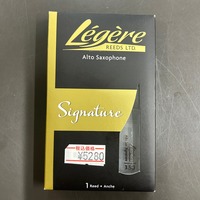 Légère
REEDS LTD.
Alto Saxophone
Signature
税込価格
¥5280
1 Reed • Anche